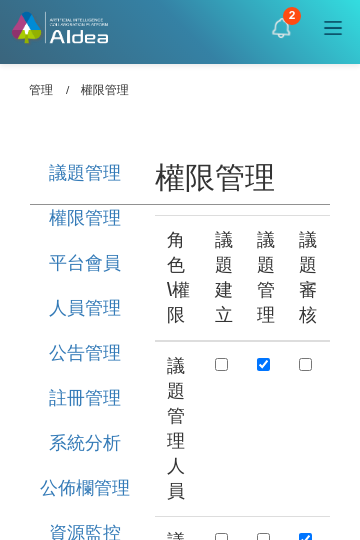 ARTIFICIAL INTELLIGENCE
COLLABORATION PLATFORM
AIdea
2
管理 / 權限管理
議題管理
權限管理
平台會員
人員管理
公告管理
註冊管理
系統分析
公佈欄管理
資源監控
權限管理
角色\權限
議題建立
議題管理
議題審核
議題管理人員
議